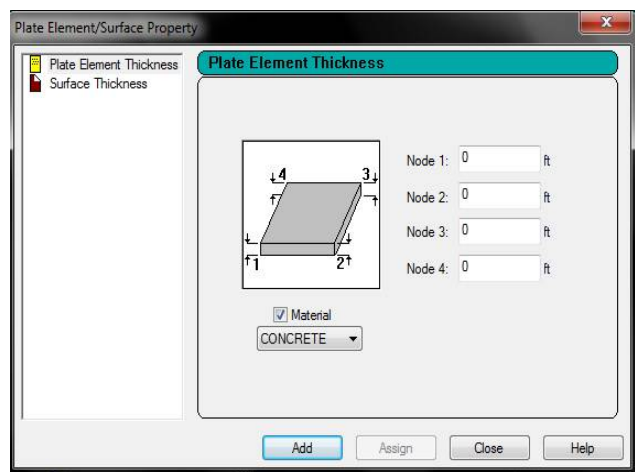 Plate Element/Surface Property
Plate Element Thickness
Surface Thickness
Plate Element Thickness
4 3
1 2
Node 1: 0 ft
Node 2: 0 ft
Node 3: 0 ft
Node 4: 0 ft
Material
CONCRETE
Add Assign Close Help